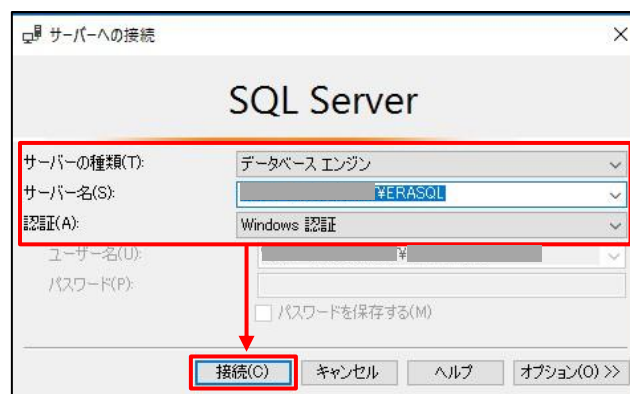 サーバーへの接続
SQL Server
サーバーの種類(T): データベース エンジン
サーバー名(S): ¥ERASQL
認証(A): Windows 認証
ユーザー名(U): ¥
パスワード(P):
パスワードを保存する(M)
接続(C) キャンセル ヘルプ オプション(O) >>